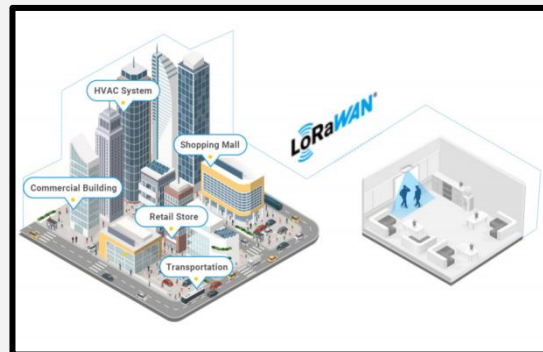 HVAC System
Shopping Mall
LoRaWAN®
Commercial Building
Retail Store
Transportation